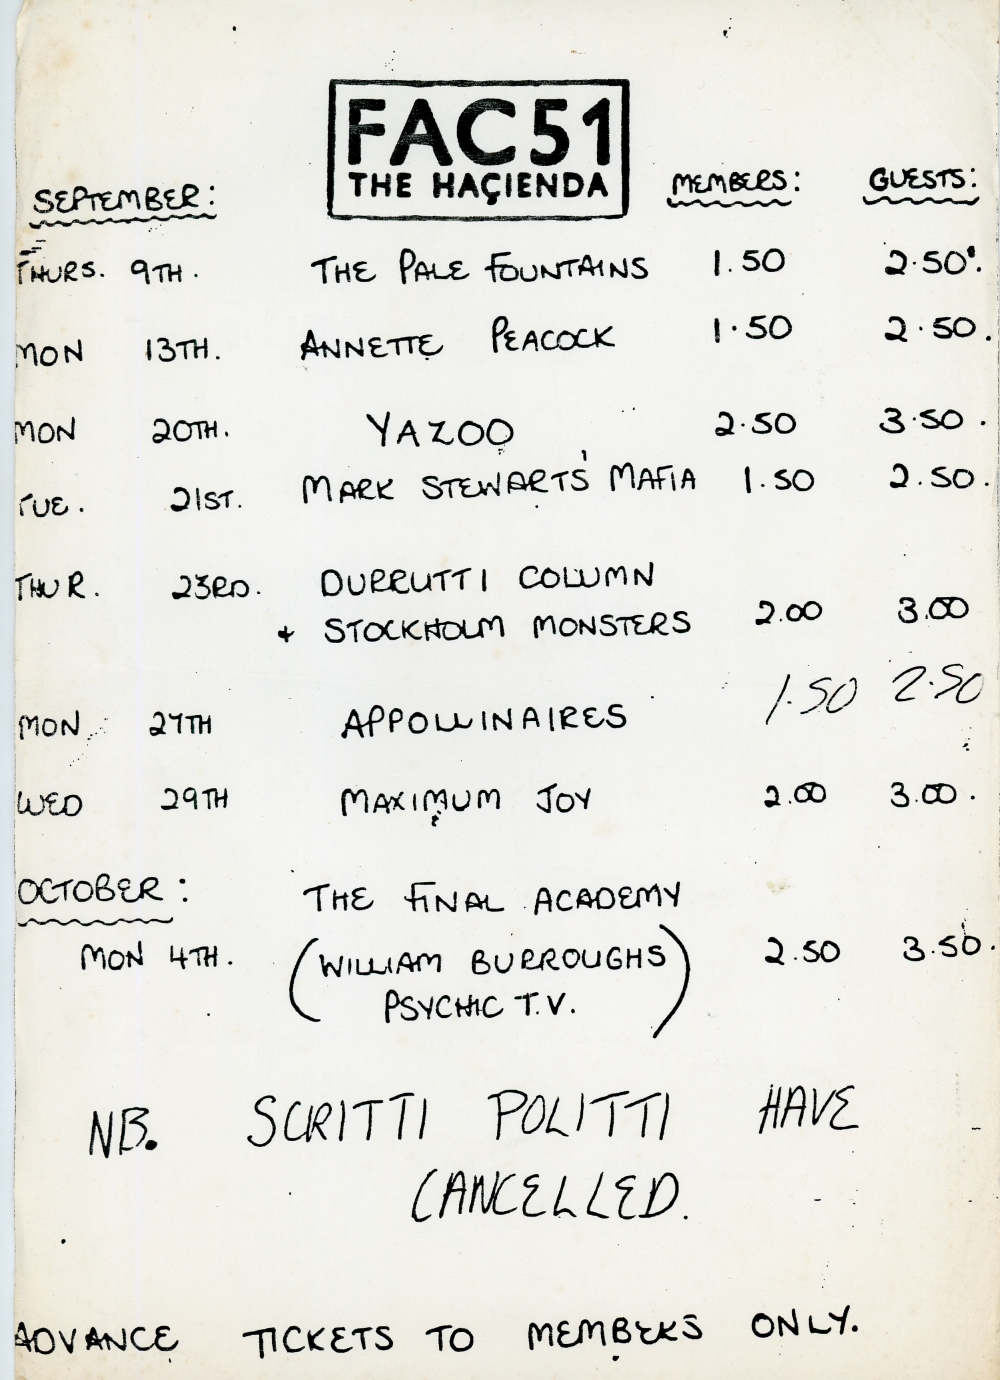 FAC 51
THE HAÇIENDA
SEPTEMBER: MEMBERS: GUESTS:
THURS. 9TH. THE PALE FOUNTAINS 1.50 2.50.
MON 13TH. ANNETTE PEACOCK 1.50 2.50.
MON 20TH. YAZOO 2.50 3.50.
TUE. 21ST. MARK STEWARTS' MAFIA 1.50 2.50.
THUR. 23RD. DURRUTTI COLUMN
+ STOCKHOLM MONSTERS 2.00 3.00
MON 27TH APPOLLINAIRES 1.50 2.50
WED 29TH MAXIMUM JOY 2.00 3.00.
OCTOBER: THE FINAL ACADEMY
MON 4TH. (WILLIAM BURROUGHS 2.50 3.50.
PSYCHIC T.V.)
NB. SCRITTI POLITTI HAVE
CANCELLED.
ADVANCE TICKETS TO MEMBERS ONLY.